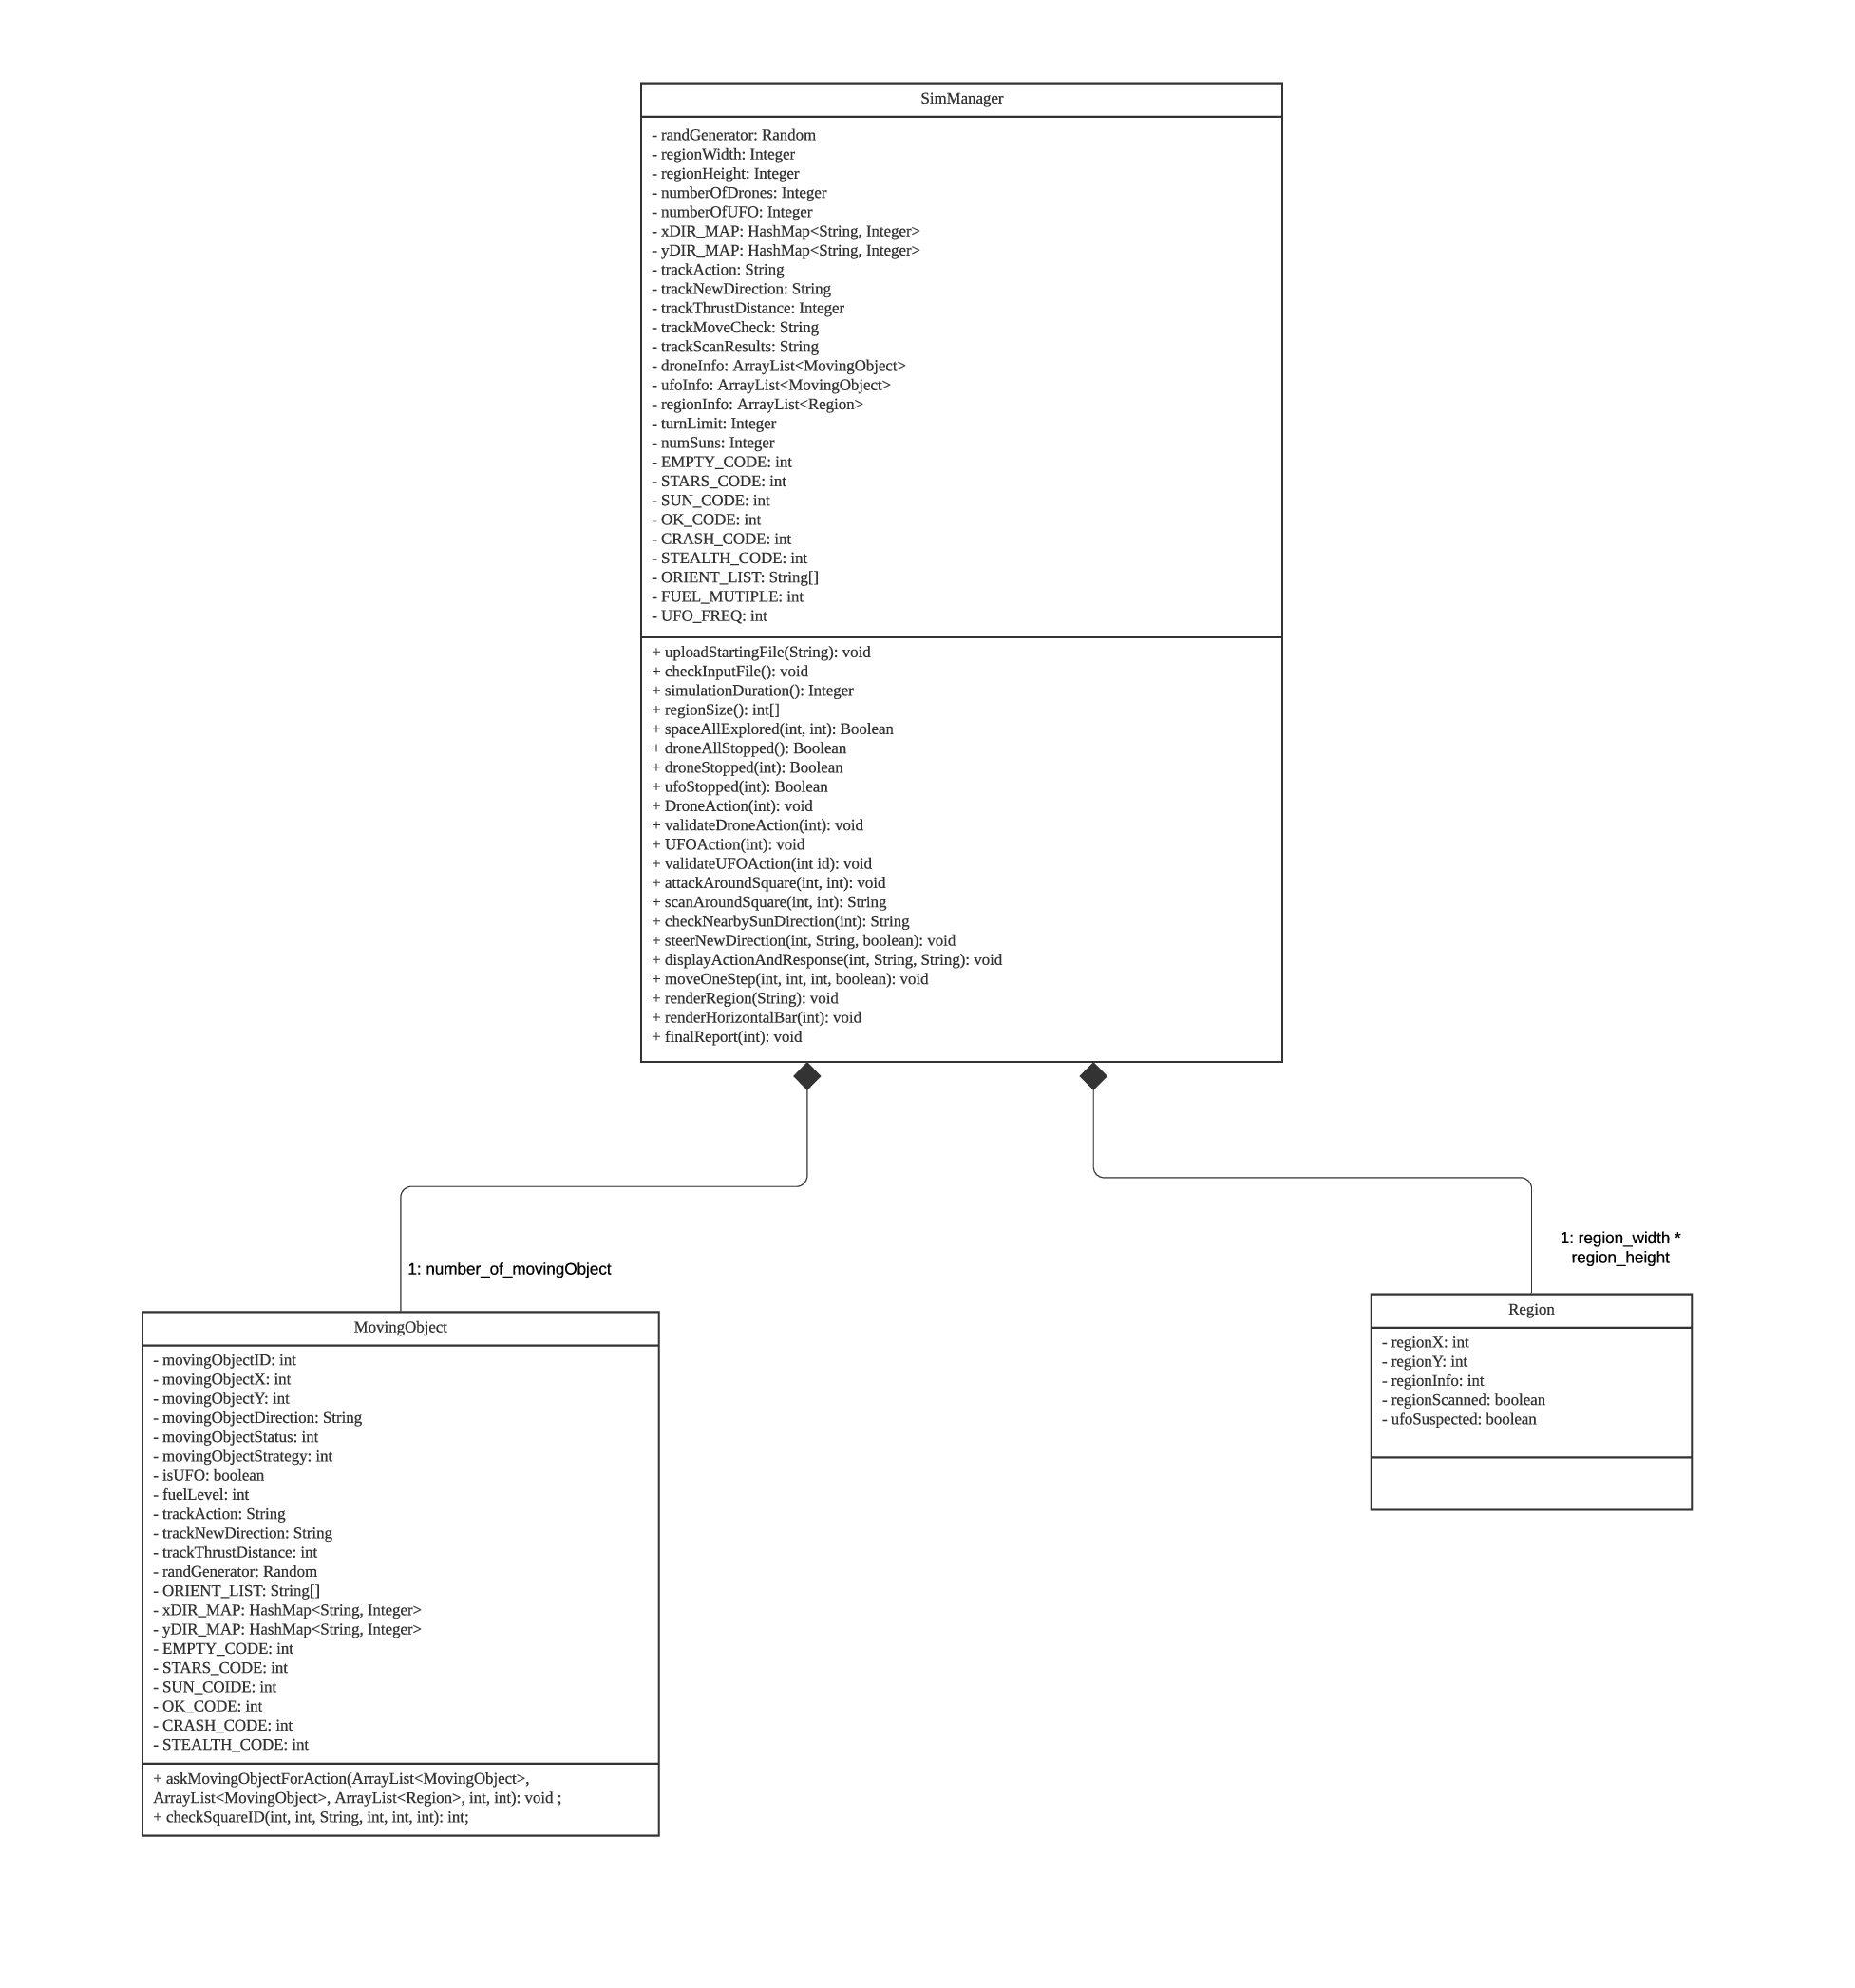 SimManager
- randGenerator: Random
- regionWidth: Integer
- regionHeight: Integer
- numberOfDrones: Integer
- numberOfUFO: Integer
- xDIR_MAP: HashMap<String, Integer>
- yDIR_MAP: HashMap<String, Integer>
- trackAction: String
- trackNewDirection: String
- trackThrustDistance: Integer
- trackMoveCheck: String
- trackScanResults: String
- droneInfo: ArrayList<MovingObject>
- ufoInfo: ArrayList<MovingObject>
- regionInfo: ArrayList<Region>
- turnLimit: Integer
- numSuns: Integer
- EMPTY_CODE: int
- STARS_CODE: int
- SUN_CODE: int
- OK_CODE: int
- CRASH_CODE: int
- STEALTH_CODE: int
- ORIENT_LIST: String[]
- FUEL_MUTIPLE: int
- UFO_FREQ: int
+ uploadStartingFile(String): void
+ checkInputFile(): void
+ simulationDuration(): Integer
+ regionSize(): int[]
+ spaceAllExplored(int, int): Boolean
+ droneAllStopped(): Boolean
+ droneStopped(int): Boolean
+ ufoStopped(int): Boolean
+ DroneAction(int): void
+ validateDroneAction(int): void
+ UFOAction(int): void
+ validateUFOAction(int id): void
+ attackAroundSquare(int, int): void
+ scanAroundSquare(int, int): String
+ checkNearbySunDirection(int): String
+ steerNewDirection(int, String, boolean): void
+ displayActionAndResponse(int, String, String): void
+ moveOneStep(int, int, int, boolean): void
+ renderRegion(String): void
+ renderHorizontalBar(int): void
+ finalReport(int): void
1: number_of_movingObject
1: region_width *
region_height
MovingObject
- movingObjectID: int
- movingObjectX: int
- movingObjectY: int
- movingObjectDirection: String
- movingObjectStatus: int
- movingObjectStrategy: int
- isUFO: boolean
- fuelLevel: int
- trackAction: String
- trackNewDirection: String
- trackThrustDistance: int
- randGenerator: Random
- ORIENT_LIST: String[]
- xDIR_MAP: HashMap<String, Integer>
- yDIR_MAP: HashMap<String, Integer>
- EMPTY_CODE: int
- STARS_CODE: int
- SUN_COIDE: int
- OK_CODE: int
- CRASH_CODE: int
- STEALTH_CODE: int
+ askMovingObjectForAction(ArrayList<MovingObject>,
ArrayList<MovingObject>, ArrayList<Region>, int, int): void ;
+ checkSquareID(int, int, String, int, int, int): int;
Region
- regionX: int
- regionY: int
- regionInfo: int
- regionScanned: boolean
- ufoSuspected: boolean